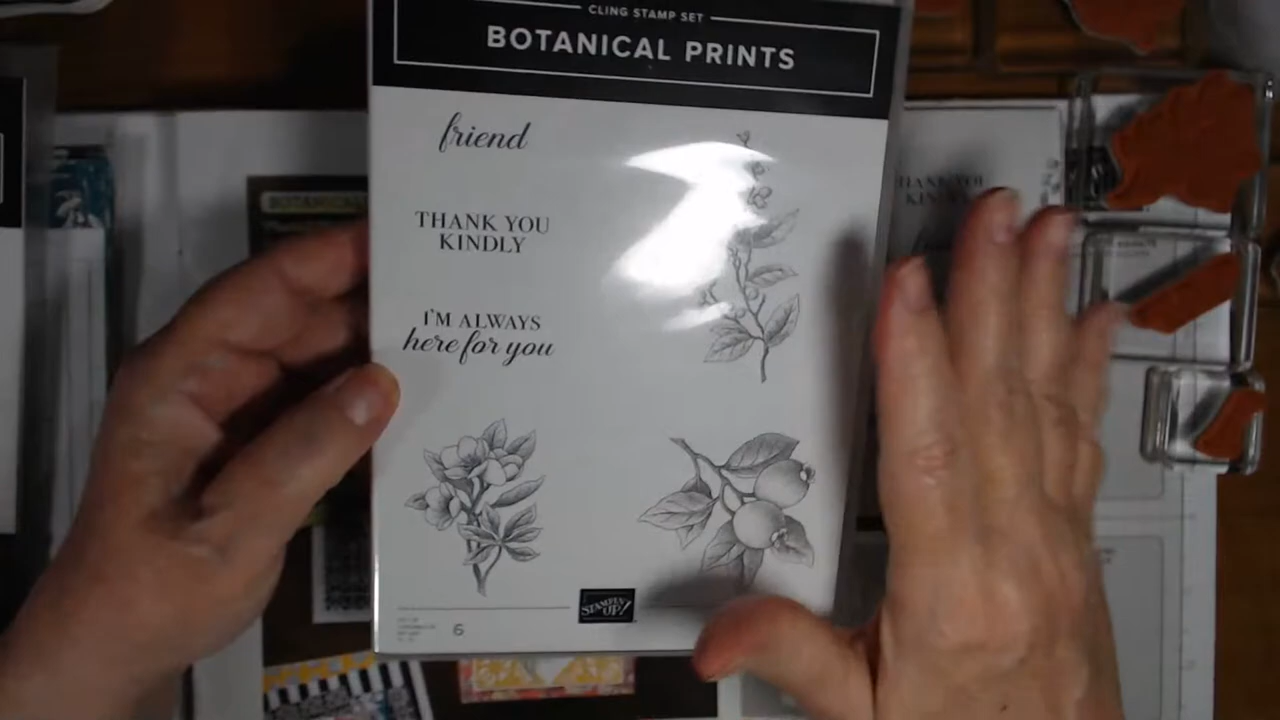 CLING STAMP SET
BOTANICAL PRINTS
friend
THANK YOU
KINDLY
I'M ALWAYS
here for you
STAMPIN' UP!
6